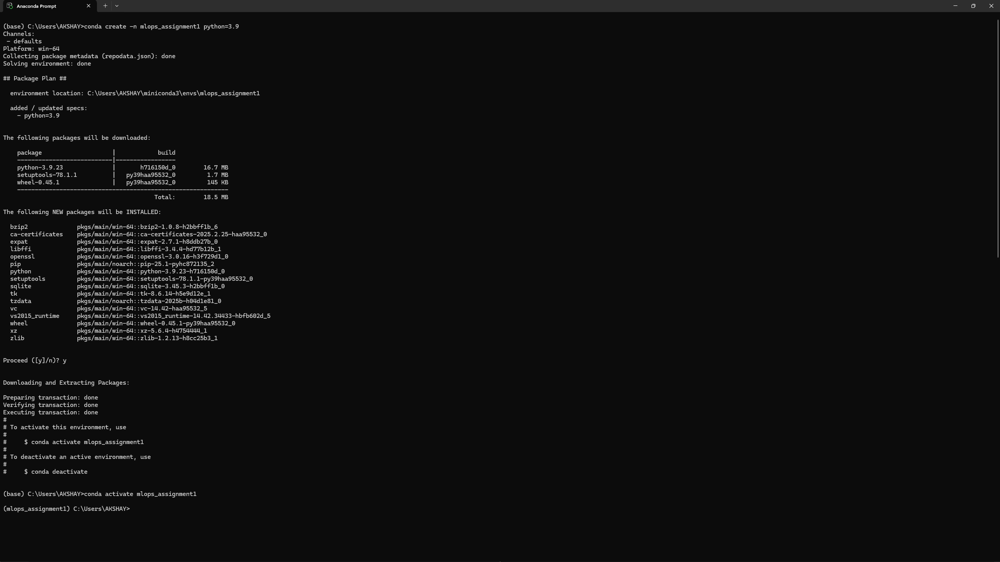 Anaconda Prompt
(base) C:\Users\AKSHAY>conda create -n mlops_assignment1 python=3.9
Channels:
 - defaults
Platform: win-64
Collecting package metadata (repodata.json): done
Solving environment: done
## Package Plan ##
  environment location: C:\Users\AKSHAY\miniconda3\envs\mlops_assignment1
  added / updated specs:
    - python=3.9
The following packages will be downloaded:
    package                    |            build
    ---------------------------|-----------------
    python-3.9.23              |       h716150d_0        16.7 MB
    setuptools-78.1.1          |   py39haa95532_0         1.7 MB
    wheel-0.45.1               |   py39haa95532_0         145 KB
    ------------------------------------------------------------
                                           Total:        18.5 MB
The following NEW packages will be INSTALLED:
  bzip2              pkgs/main/win-64::bzip2-1.0.8-h2bbff1b_6
  ca-certificates    pkgs/main/win-64::ca-certificates-2025.2.25-haa95532_0
  expat              pkgs/main/win-64::expat-2.7.1-h8ddb27b_0
  libffi             pkgs/main/win-64::libffi-3.4.4-hd77b12b_1
  openssl            pkgs/main/win-64::openssl-3.0.16-h3f729d1_0
  pip                pkgs/main/noarch::pip-25.1-pyhc872135_2
  python             pkgs/main/win-64::python-3.9.23-h716150d_0
  setuptools         pkgs/main/win-64::setuptools-78.1.1-py39haa95532_0
  sqlite             pkgs/main/win-64::sqlite-3.45.3-h2bbff1b_0
  tk                 pkgs/main/win-64::tk-8.6.14-h5e9d12e_1
  tzdata             pkgs/main/noarch::tzdata-2025b-h04d1e81_0
  vc                 pkgs/main/win-64::vc-14.42-haa95532_5
  vs2015_runtime     pkgs/main/win-64::vs2015_runtime-14.42.34433-hbfb602d_5
  wheel              pkgs/main/win-64::wheel-0.45.1-py39haa95532_0
  xz                 pkgs/main/win-64::xz-5.6.4-h4754444_1
  zlib               pkgs/main/win-64::zlib-1.2.13-h8cc25b3_1
Proceed ([y]/n)? y
Downloading and Extracting Packages:
Preparing transaction: done
Verifying transaction: done
Executing transaction: done
#
# To activate this environment, use
#
#     $ conda activate mlops_assignment1
#
# To deactivate an active environment, use
#
#     $ conda deactivate
(base) C:\Users\AKSHAY>conda activate mlops_assignment1
(mlops_assignment1) C:\Users\AKSHAY>